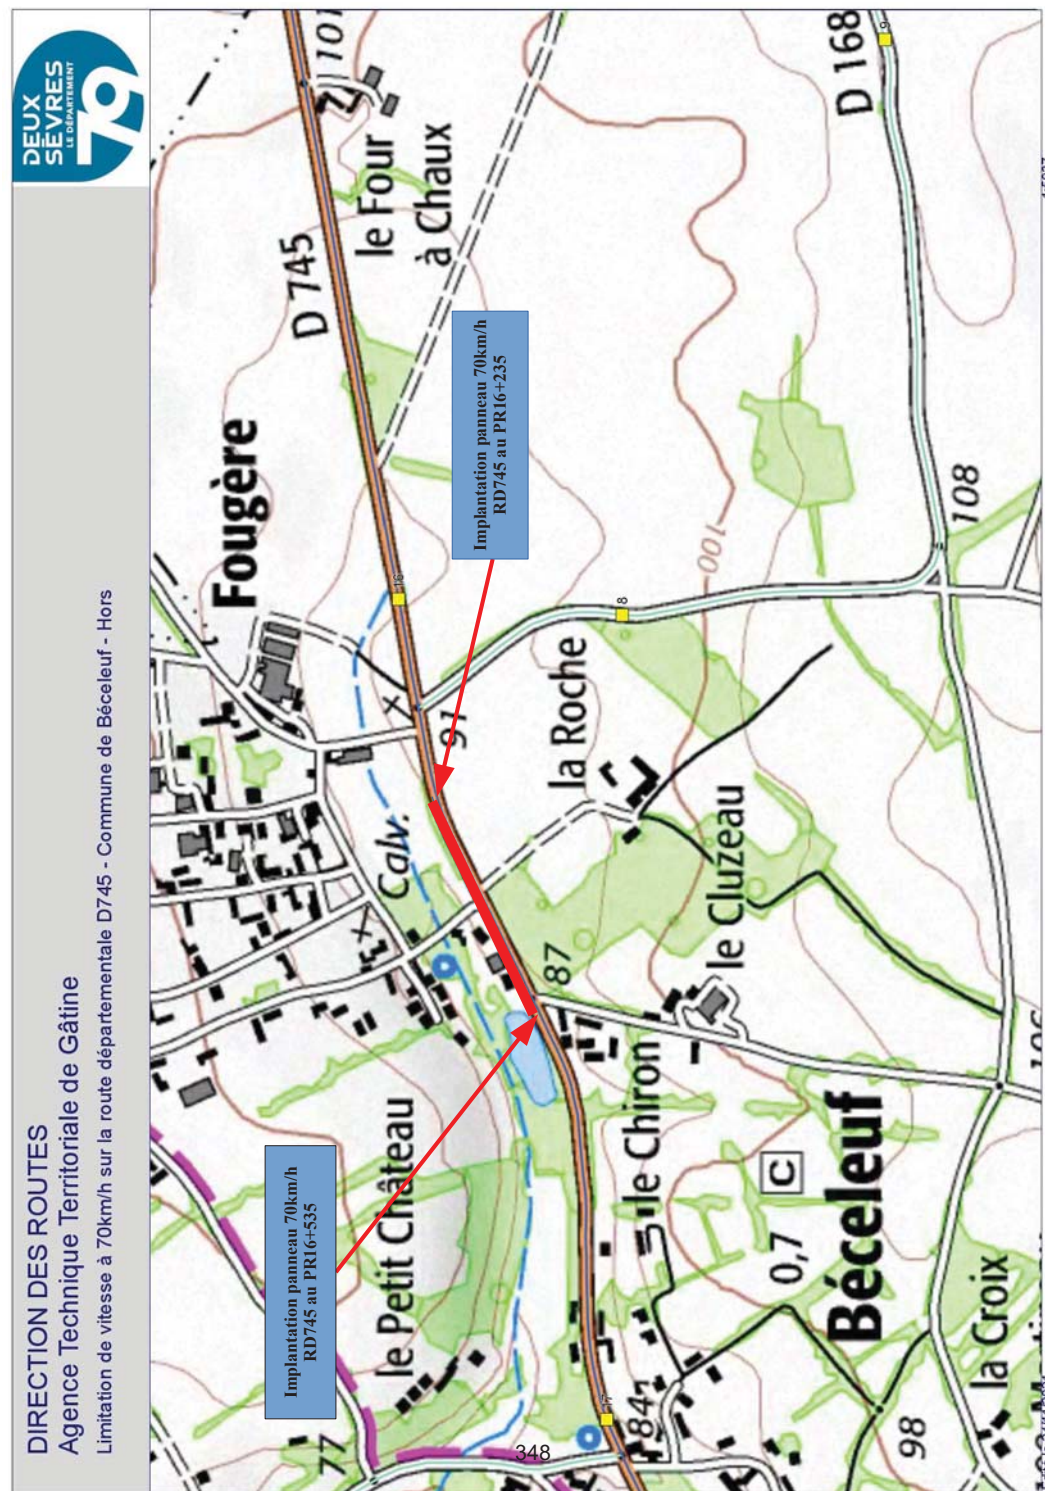 DEUX
SÈVRES
LE DÉPARTEMENT
79
DIRECTION DES ROUTES
Agence Technique Territoriale de Gâtine
Limitation de vitesse à 70km/h sur la route départementale D745 - Commune de Béceleuf - Hors
101
D 168
9
le Four
à Chaux
D 745
Implantation panneau 70km/h
RD745 au PR16+235
Fougère
16
108
100
8
91
la Roche
Calv.
le Cluzeau
87
le Petit Château
le Chiron
Implantation panneau 70km/h
RD745 au PR16+535
C
0,7
Béceleuf
la Croix
77
348
17
84
98